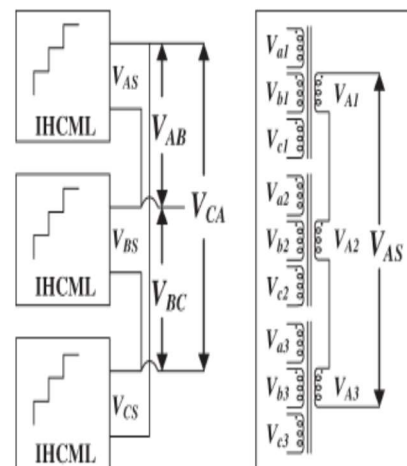 V_AS
IHCML
V_AB
V_CA
V_BS
IHCML
V_BC
V_CS
IHCML
V_a1
V_b1
V_A1
V_c1
V_a2
V_b2
V_A2
V_AS
V_c2
V_a3
V_b3
V_A3
V_c3